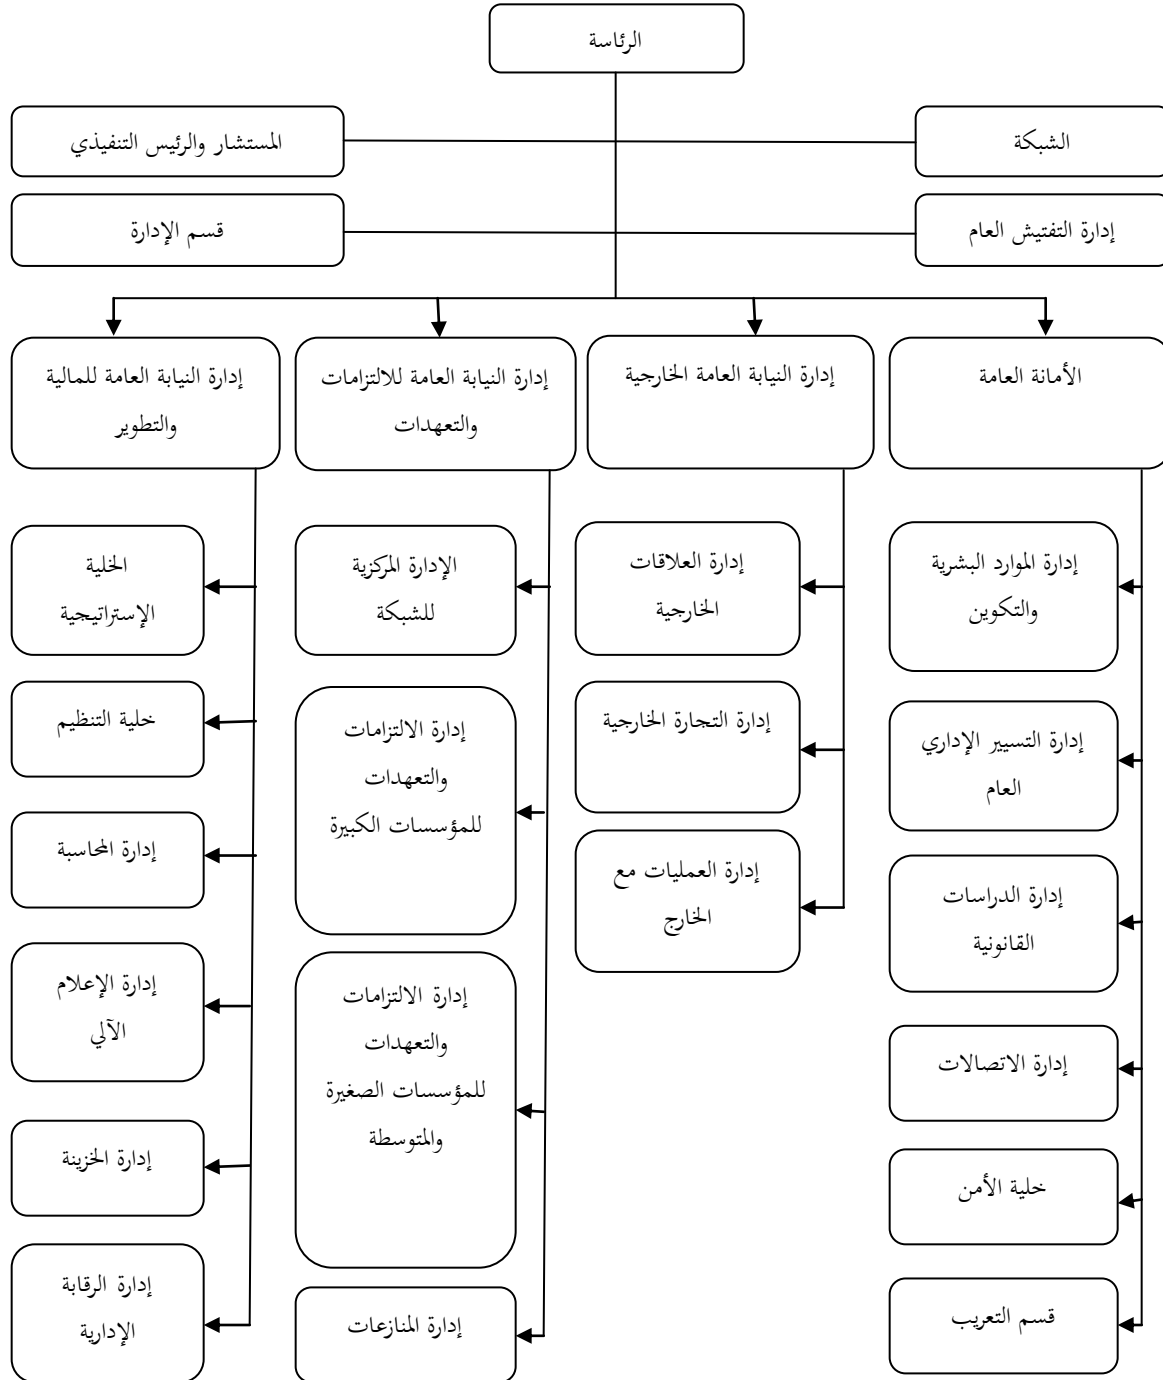 الرئاسة
الشبكة
المستشار والرئيس التنفيذي
إدارة التفتيش العام
قسم الإدارة
الأمانة العامة
إدارة النيابة العامة الخارجية
إدارة النيابة العامة للالتزامات
والتعهدات
إدارة النيابة العامة للمالية
والتطوير
إدارة الموارد البشرية
والتكوين
إدارة التسيير الإداري
العام
إدارة الدراسات
القانونية
إدارة الاتصالات
خلية الأمن
قسم التعريب
إدارة العلاقات
الخارجية
إدارة التجارة الخارجية
إدارة العمليات مع
الخارج
الإدارة المركزية
للشبكة
إدارة الالتزامات
والتعهدات
للمؤسسات الكبيرة
إدارة الالتزامات
والتعهدات
للمؤسسات الصغيرة
والمتوسطة
إدارة المنازعات
الخلية
الإستراتيجية
خلية التنظيم
إدارة المحاسبة
إدارة الإعلام
الآلي
إدارة الخزينة
إدارة الرقابة
الإدارية